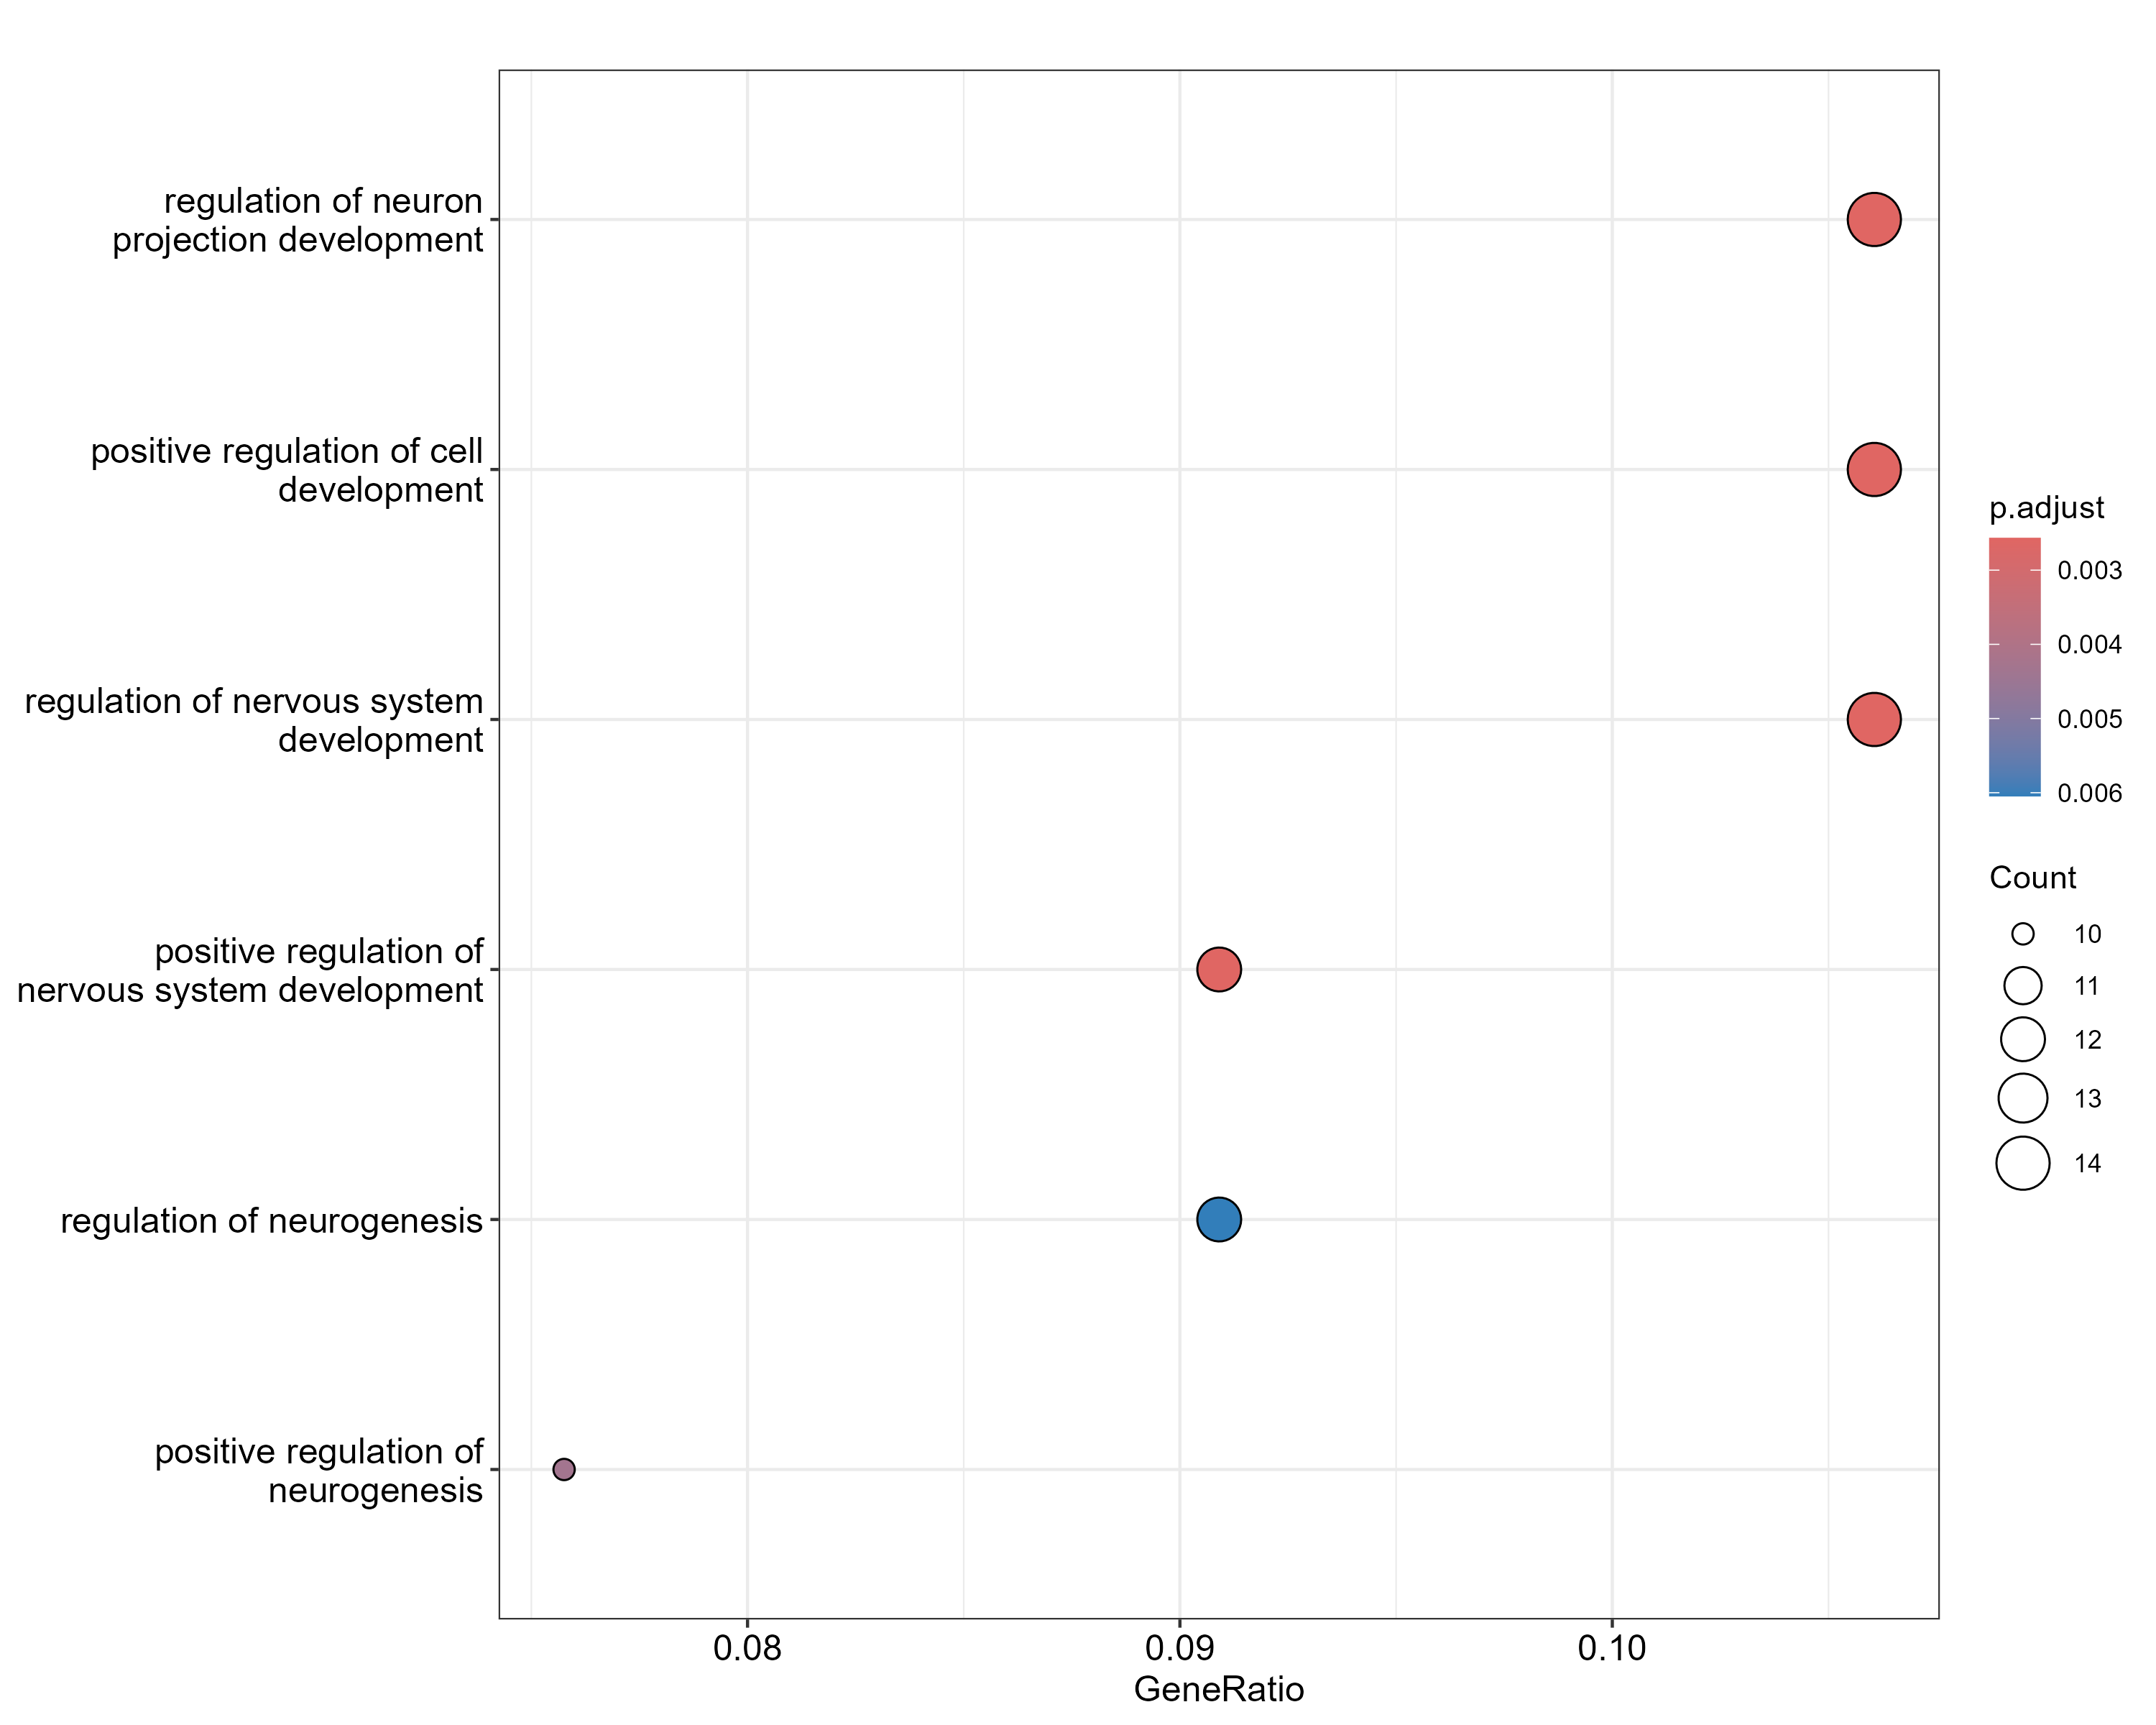 regulation of neuron
projection development
positive regulation of cell
development
regulation of nervous system
development
positive regulation of
nervous system development
regulation of neurogenesis
positive regulation of
neurogenesis
0.08
0.09
0.10
GeneRatio
p.adjust
0.003
0.004
0.005
0.006
Count
10
11
12
13
14